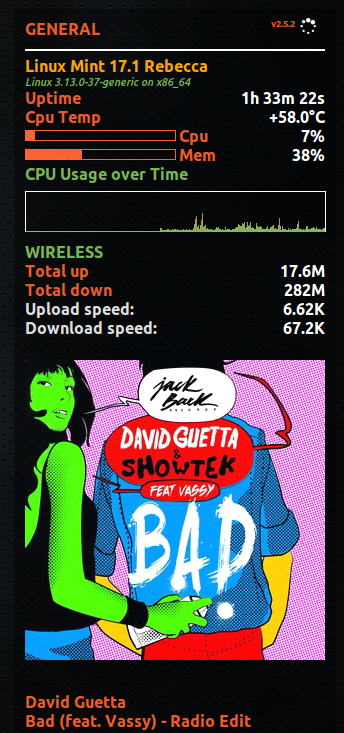 GENERAL v2.5.2
Linux Mint 17.1 Rebecca
Linux 3.13.0-37-generic on x86_64
Uptime 1h 33m 22s
Cpu Temp +58.0°C
Cpu 7%
Mem 38%
CPU Usage over Time
WIRELESS
Total up 17.6M
Total down 282M
Upload speed: 6.62K
Download speed: 67.2K
jack
Back
RECORDS
DAVID GUETTA
&
SHOWTEK
FEAT VASSY
BAD
David Guetta
Bad (feat. Vassy) - Radio Edit